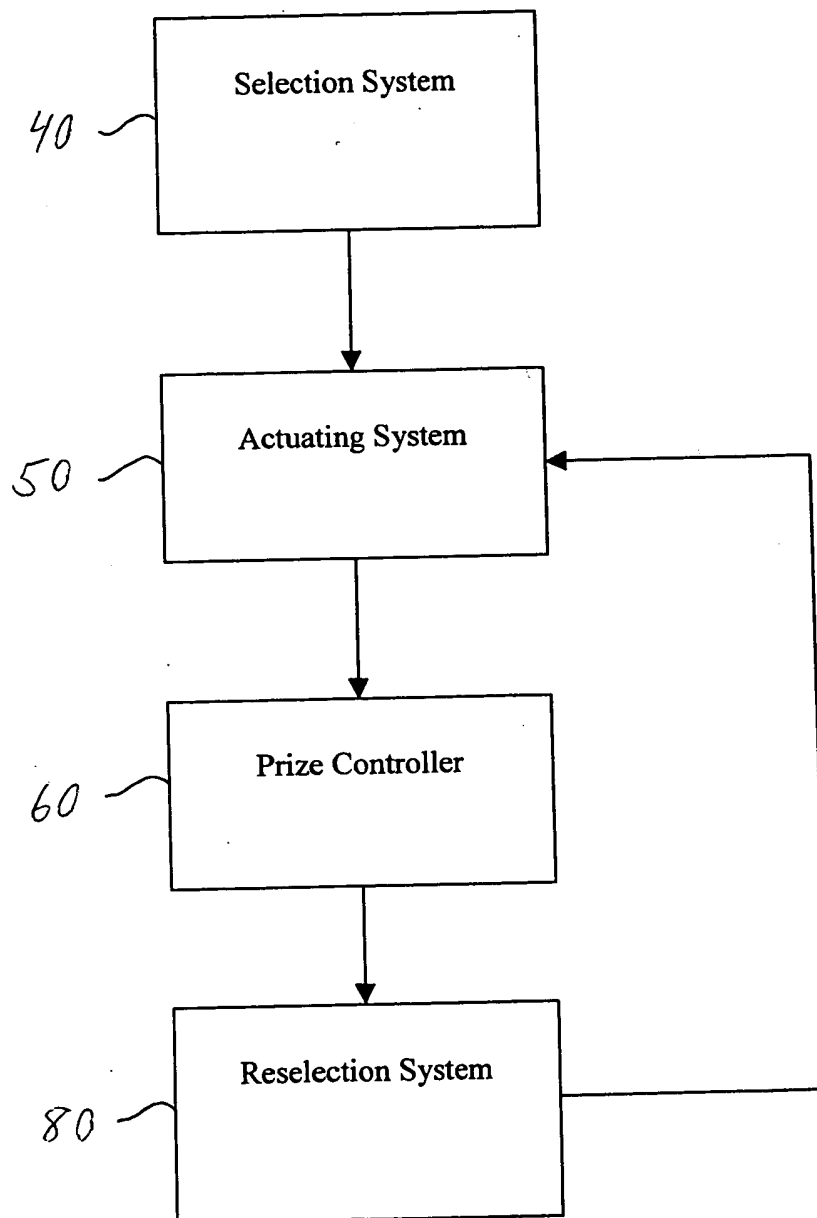 Selection System
40
Actuating System
50
Prize Controller
60
Reselection System
80